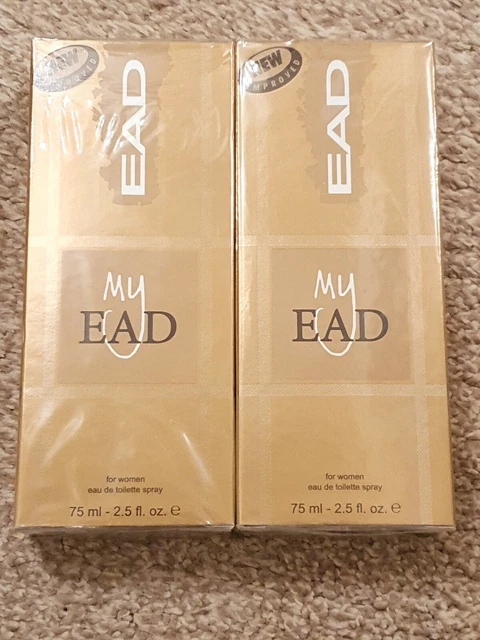 NEW
IMPROVED
EAD
My
EAD
for women
eau de toilette spray
75 ml - 2.5 fl. oz. e
NEW
IMPROVED
EAD
My
EAD
for women
eau de toilette spray
75 ml - 2.5 fl. oz. e